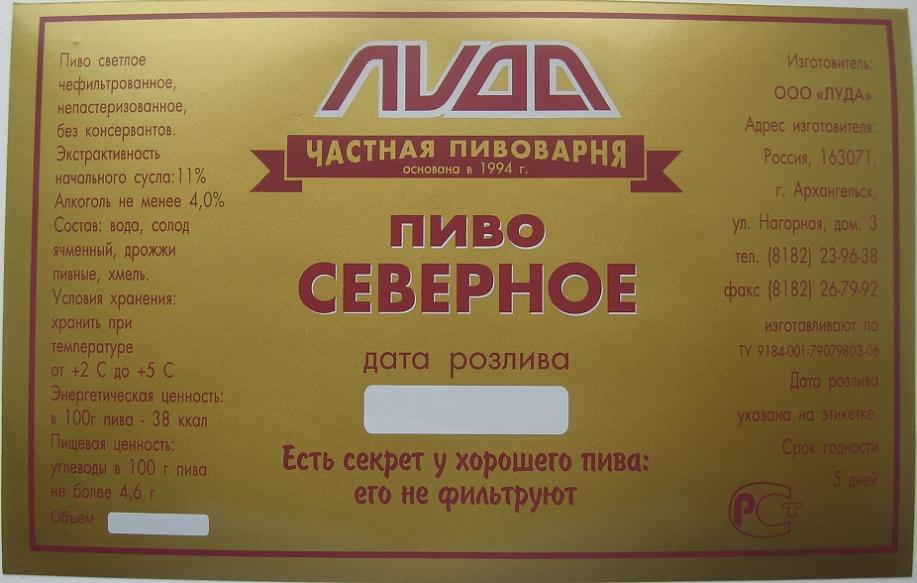 Пиво светлое
чефильтрованное,
непастеризованное,
без консервантов.
Экстрактивность
начального сусла:11%
Алкоголь не менее 4,0%
Состав: вода, солод
ячменный, дрожжи
пивные, хмель.
Условия хранения:
хранить при
температуре
от +2 С до +5 С
Энергетическая ценность:
в 100г пива - 38 ккал
Пищевая ценность:
углеводы в 100 г пива
не более 4,6 г
Объем
ЛУДА
ЧАСТНАЯ ПИВОВАРНЯ
основана в 1994 г.
ПИВО
СЕВЕРНОЕ
дата розлива
Есть секрет у хорошего пива:
его не фильтруют
Изготовитель:
ООО «ЛУДА»
Адрес изготовителя:
Россия, 163071,
г. Архангельск,
ул. Нагорная, дом. 3
тел. (8182) 23-96-38
факс (8182) 26-79-92
изготавливают по
ТУ 9184-001-79079803-06
Дата розлива
указана на этикетке.
Срок годности
5 дней
РСТ